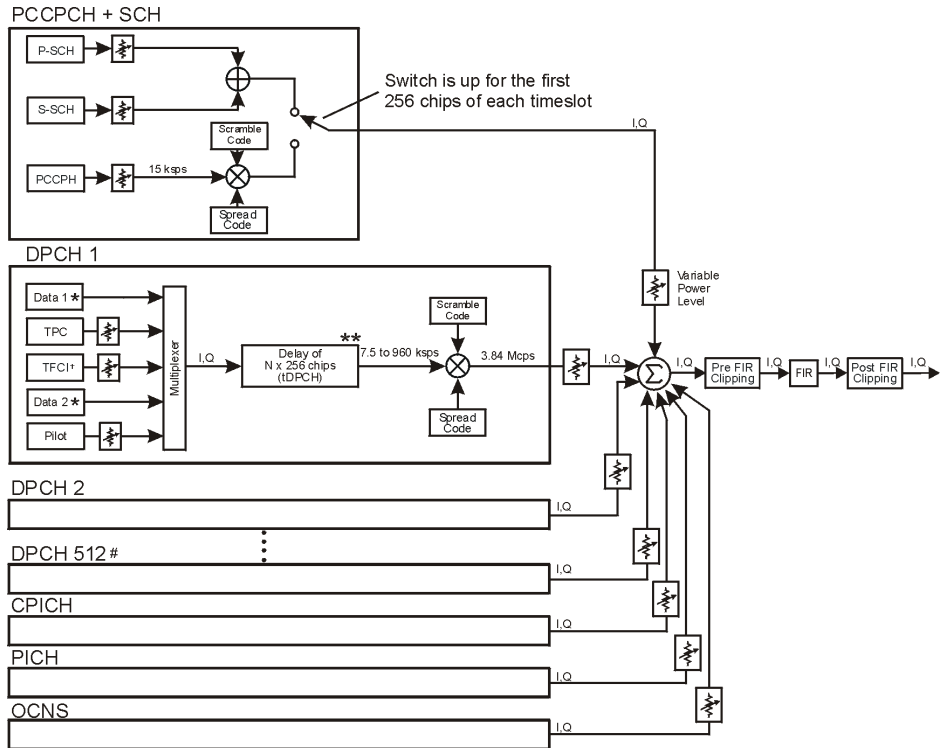 PCCPCH + SCH
P-SCH
S-SCH
PCCPH
15 ksps
Scramble
Code
Spread
Code
Switch is up for the first
256 chips of each timeslot
I,Q
Variable
Power
Level
DPCH 1
Data 1*
TPC
TFCI†
Data 2*
Pilot
Multiplexer
I,Q
Delay of
N x 256 chips
(tDPCH)
**
7.5 to 960 ksps
Scramble
Code
Spread
Code
3.84 Mcps
I,Q
Σ
I,Q
Pre FIR
Clipping
I,Q
FIR
I,Q
Post FIR
Clipping
I,Q
DPCH 2
I,Q
DPCH 512 #
I,Q
CPICH
I,Q
PICH
I,Q
OCNS
I,Q